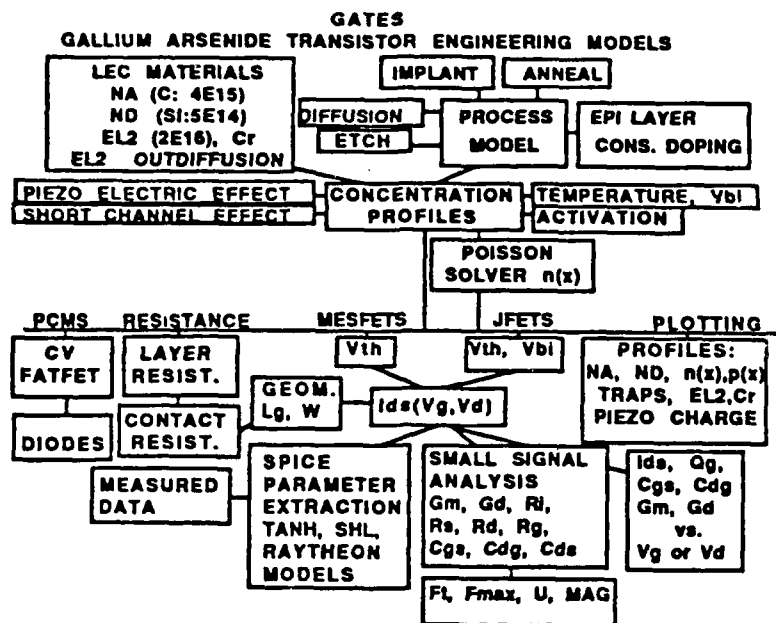 GATES
GALLIUM ARSENIDE TRANSISTOR ENGINEERING MODELS
LEC MATERIALS
NA (C: 4E15)
ND (SI:5E14)
EL2 (2E16), Cr
EL2 OUTDIFFUSION
IMPLANT
ANNEAL
DIFFUSION
ETCH
PROCESS
MODEL
EPI LAYER
CONS. DOPING
PIEZO ELECTRIC EFFECT
SHORT CHANNEL EFFECT
CONCENTRATION
PROFILES
TEMPERATURE, Vbi
ACTIVATION
POISSON
SOLVER n(x)
PCMS
RESISTANCE
MESFETS
JFETS
PLOTTING
CV
FATFET
DIODES
LAYER
RESIST.
CONTACT
RESIST.
Vth
Vth, Vbi
GEOM.
Lg, W
Ids(Vg,Vd)
PROFILES:
NA, ND, n(x),p(x)
TRAPS, EL2,Cr
PIEZO CHARGE
MEASURED
DATA
SPICE
PARAMETER
EXTRACTION
TANH, SHL,
RAYTHEON
MODELS
SMALL SIGNAL
ANALYSIS
Gm, Gd, Ri,
Rs, Rd, Rg,
Cgs, Cdg, Cds
Ids, Qg,
Cgs, Cdg
Gm, Gd
vs.
Vg or Vd
Ft, Fmax, U, MAG